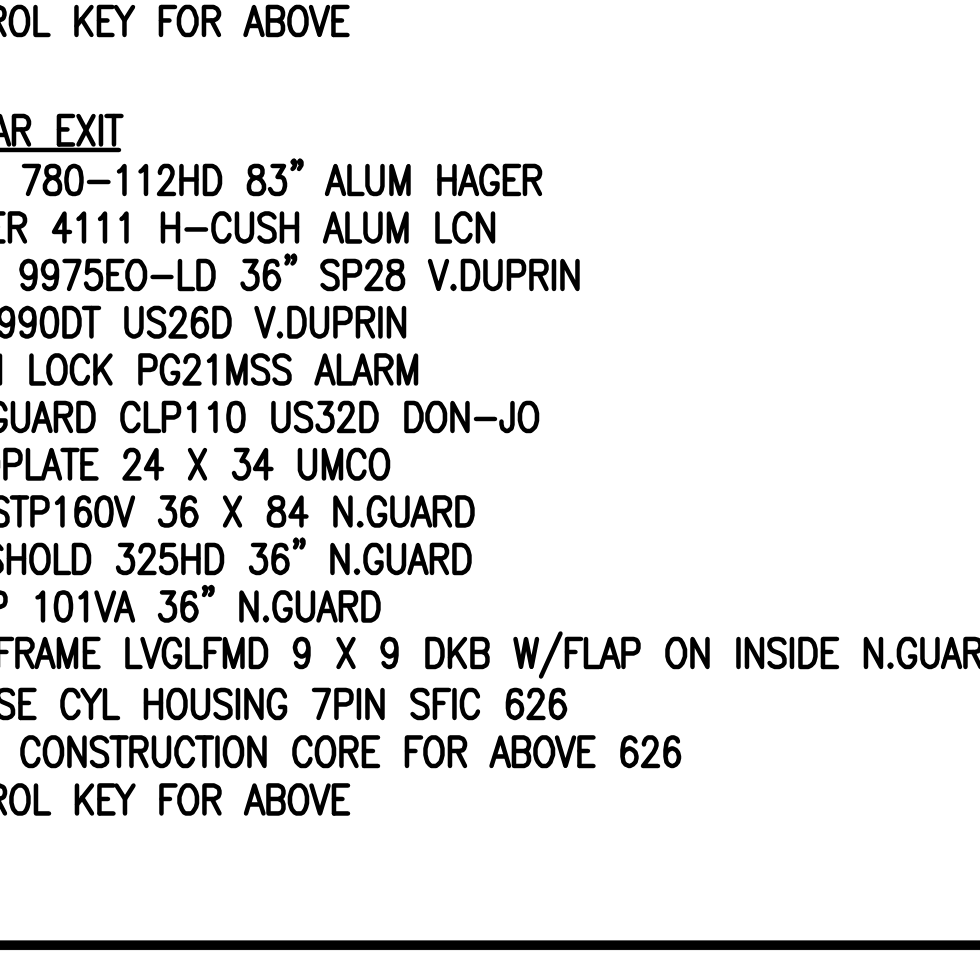 ROL KEY FOR ABOVE
AR EXIT
780-112HD 83" ALUM HAGER
ER 4111 H-CUSH ALUM LCN
9975EO-LD 36" SP28 V.DUPRIN
990DT US26D V.DUPRIN
LOCK PG21MSS ALARM
GUARD CLP110 US32D DON-JO
PLATE 24 X 34 UMCO
STP160V 36 X 84 N.GUARD
SHOLD 325HD 36" N.GUARD
P 101VA 36" N.GUARD
FRAME LVGLFMD 9 X 9 DKB W/FLAP ON INSIDE N.GUAR
SE CYL HOUSING 7PIN SFIC 626
CONSTRUCTION CORE FOR ABOVE 626
ROL KEY FOR ABOVE